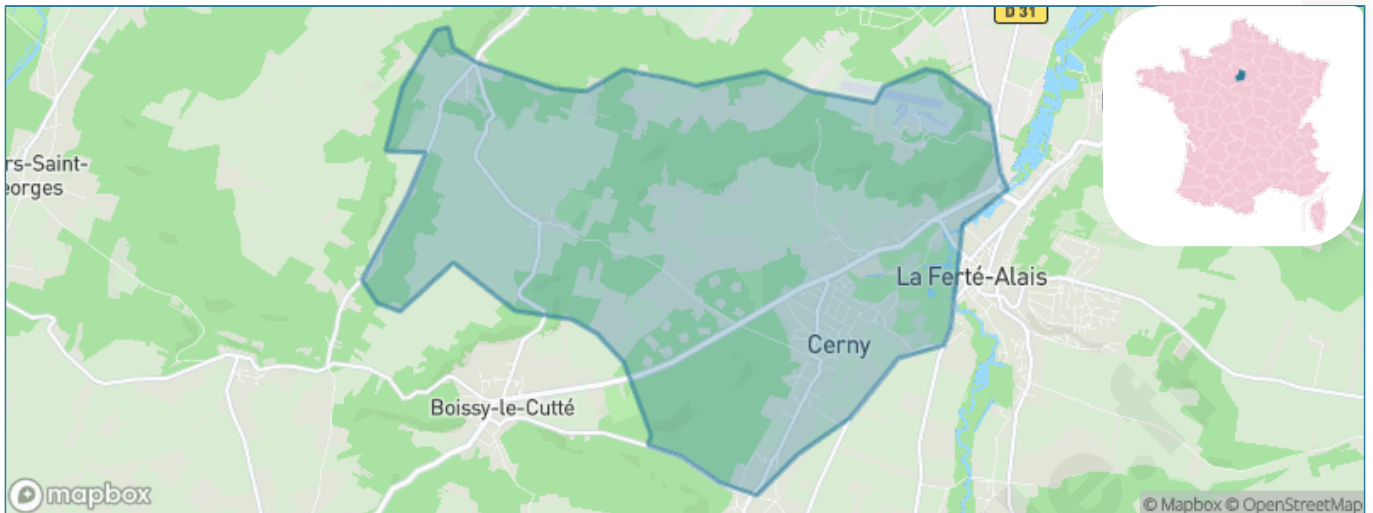 D 31
rs-Saint-
eorges
La Ferté-Alais
Cerny
Boissy-le-Cutté
mapbox
© Mapbox © OpenStreetMap